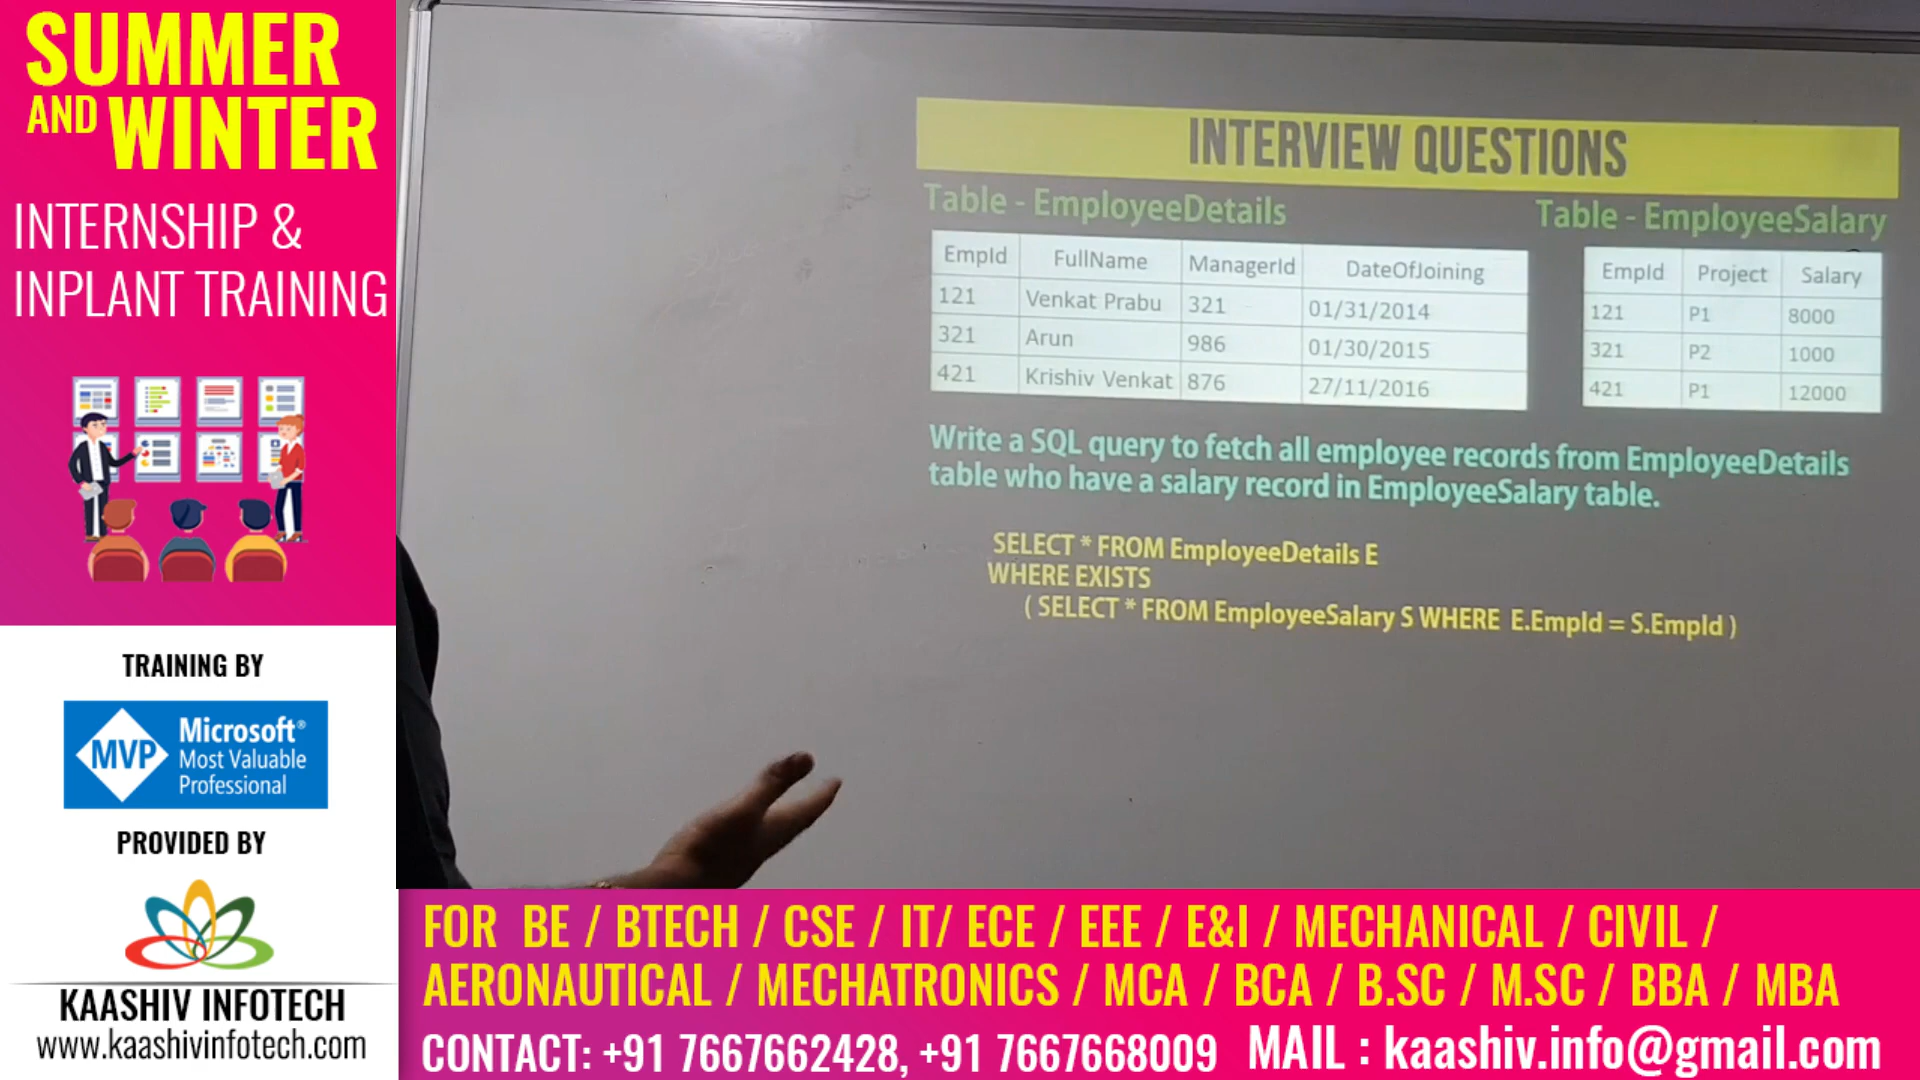 SUMMER
AND WINTER
INTERNSHIP &
INPLANT TRAINING
TRAINING BY
MVP
Microsoft®
Most Valuable
Professional
PROVIDED BY
KAASHIV INFOTECH
www.kaashivinfotech.com
INTERVIEW QUESTIONS
Table - EmployeeDetails
EmpId FullName ManagerId DateOfJoining
121 Venkat Prabu 321 01/31/2014
321 Arun 986 01/30/2015
421 Krishiv Venkat 876 27/11/2016
Table - EmployeeSalary
EmpId Project Salary
121 P1 8000
321 P2 1000
421 P1 12000
Write a SQL query to fetch all employee records from EmployeeDetails
table who have a salary record in EmployeeSalary table.
SELECT * FROM EmployeeDetails E
WHERE EXISTS
( SELECT * FROM EmployeeSalary S WHERE E.EmpId = S.EmpId )
FOR BE / BTECH / CSE / IT/ ECE / EEE / E&I / MECHANICAL / CIVIL /
AERONAUTICAL / MECHATRONICS / MCA / BCA / B.SC / M.SC / BBA / MBA
CONTACT: +91 7667662428, +91 7667668009 MAIL : kaashiv.info@gmail.com